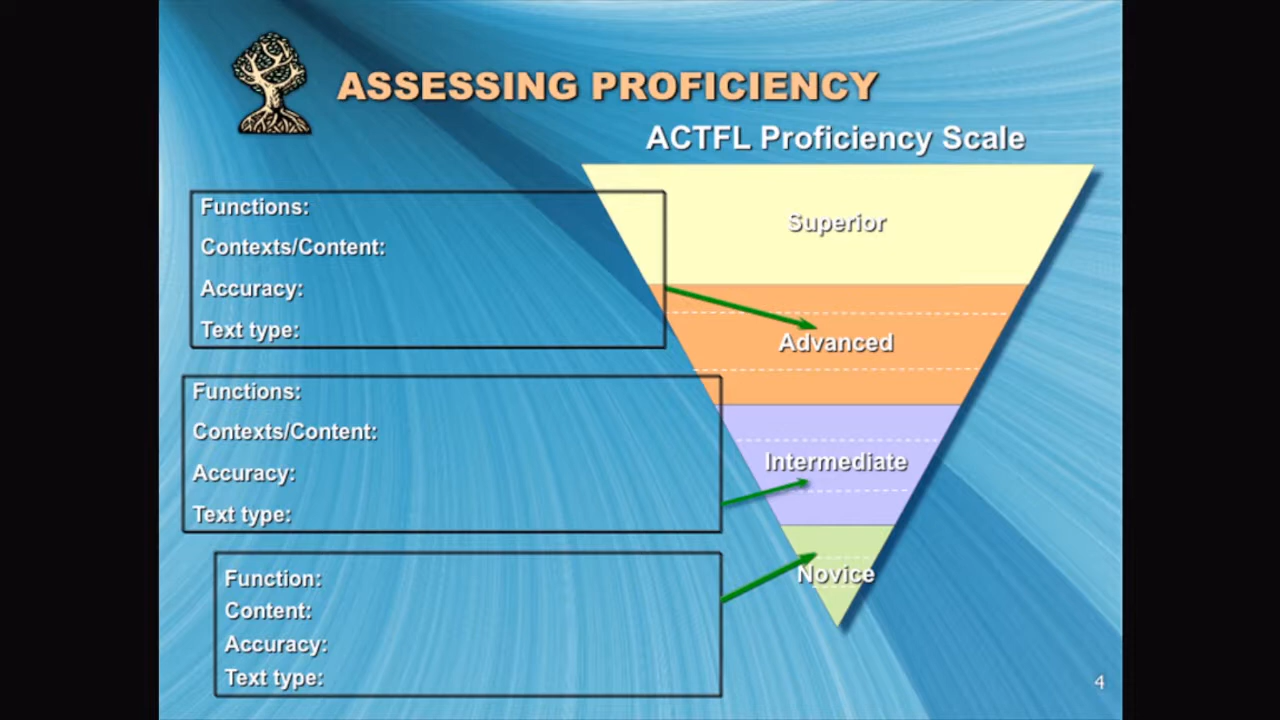 ASSESSING PROFICIENCY
ACTFL Proficiency Scale
Superior
Functions:
Contexts/Content:
Accuracy:
Text type:
Advanced
Functions:
Contexts/Content:
Accuracy:
Text type:
Intermediate
Function:
Content:
Accuracy:
Text type:
Novice
4